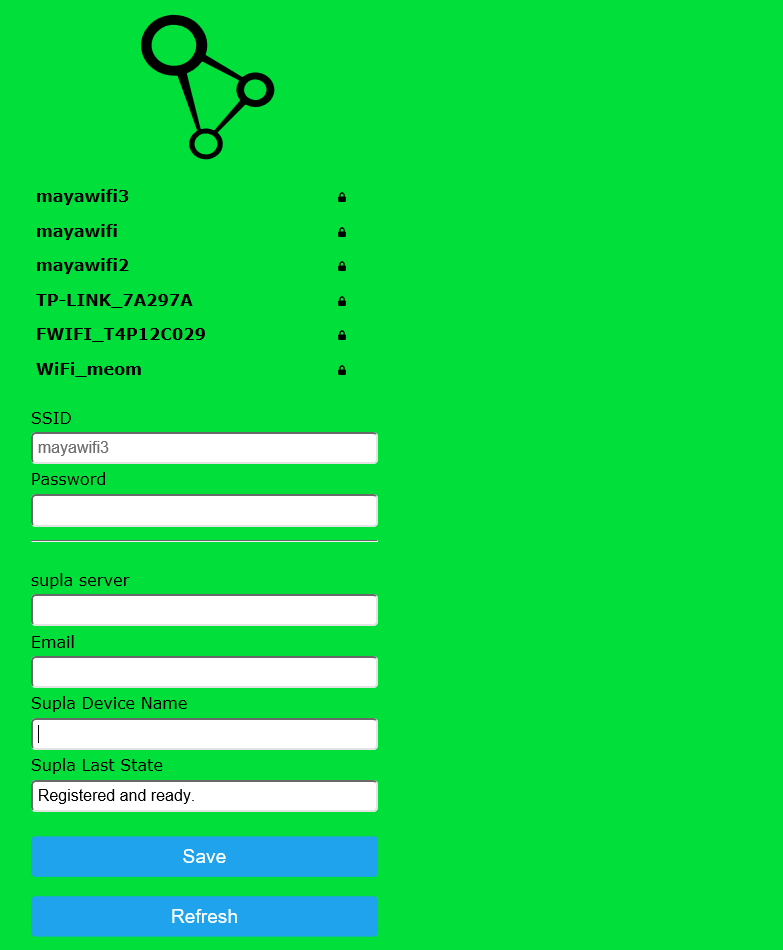 mayawifi3
mayawifi
mayawifi2
TP-LINK_7A297A
FWIFI_T4P12C029
WiFi_meom
SSID
mayawifi3
Password
supla server
Email
Supla Device Name
Supla Last State
Registered and ready.
Save
Refresh